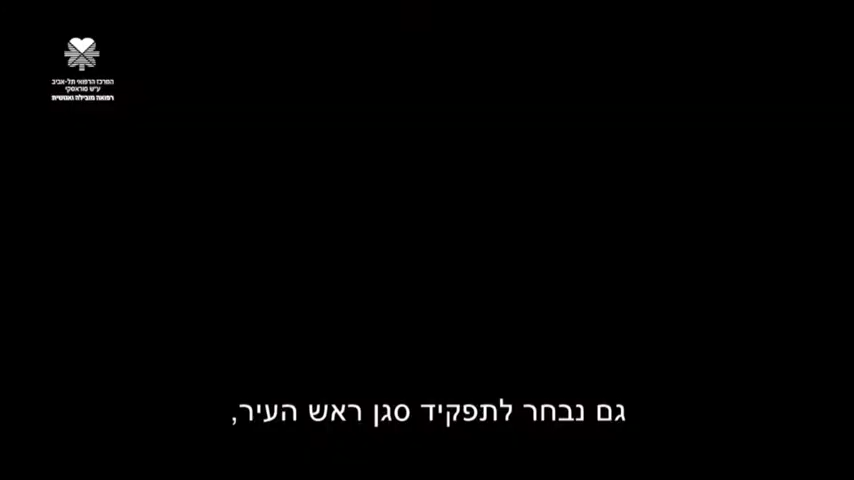 המרכז הרפואי תל-אביב
ע״ש סוראסקי
רפואה מובילה ואנושית
גם נבחר לתפקיד סגן ראש העיר,